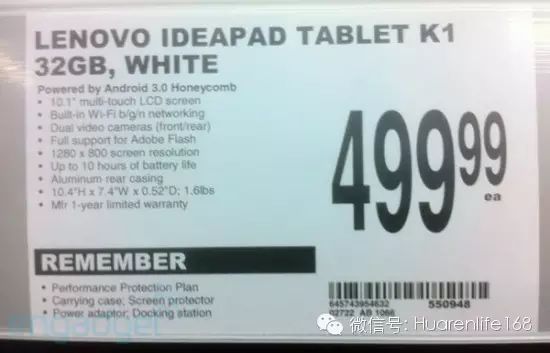 LENOVO IDEAPAD TABLET K1
32GB, WHITE
Powered by Android 3.0 Honeycomb
• 10.1" multi-touch LCD screen
• Built-in Wi-Fi b/g/n networking
• Dual video cameras (front/rear)
• Full support for Adobe Flash
• 1280 x 800 screen resolution
• Up to 10 hours of battery life
• Aluminum rear casing
• 10.4"H x 7.4"W x 0.52"D; 1.6lbs
• Mfr 1-year limited warranty
499.99
ea
REMEMBER
• Performance Protection Plan
• Carrying case; Screen protector
• Power adaptor; Docking station
645743954632
550948
02722 AB 1066
engadget
微信号: Huarenlife168